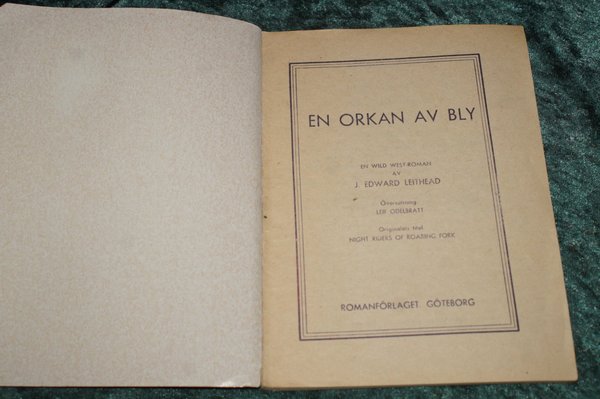 EN ORKAN AV BLY
EN WILD WEST-ROMAN
AV
J. EDWARD LEITHEAD
Översättning
LEIF ODELBRATT
Originalets titel
NIGHT RIDERS OF ROARING FORK
ROMANFÖRLAGET GÖTEBORG